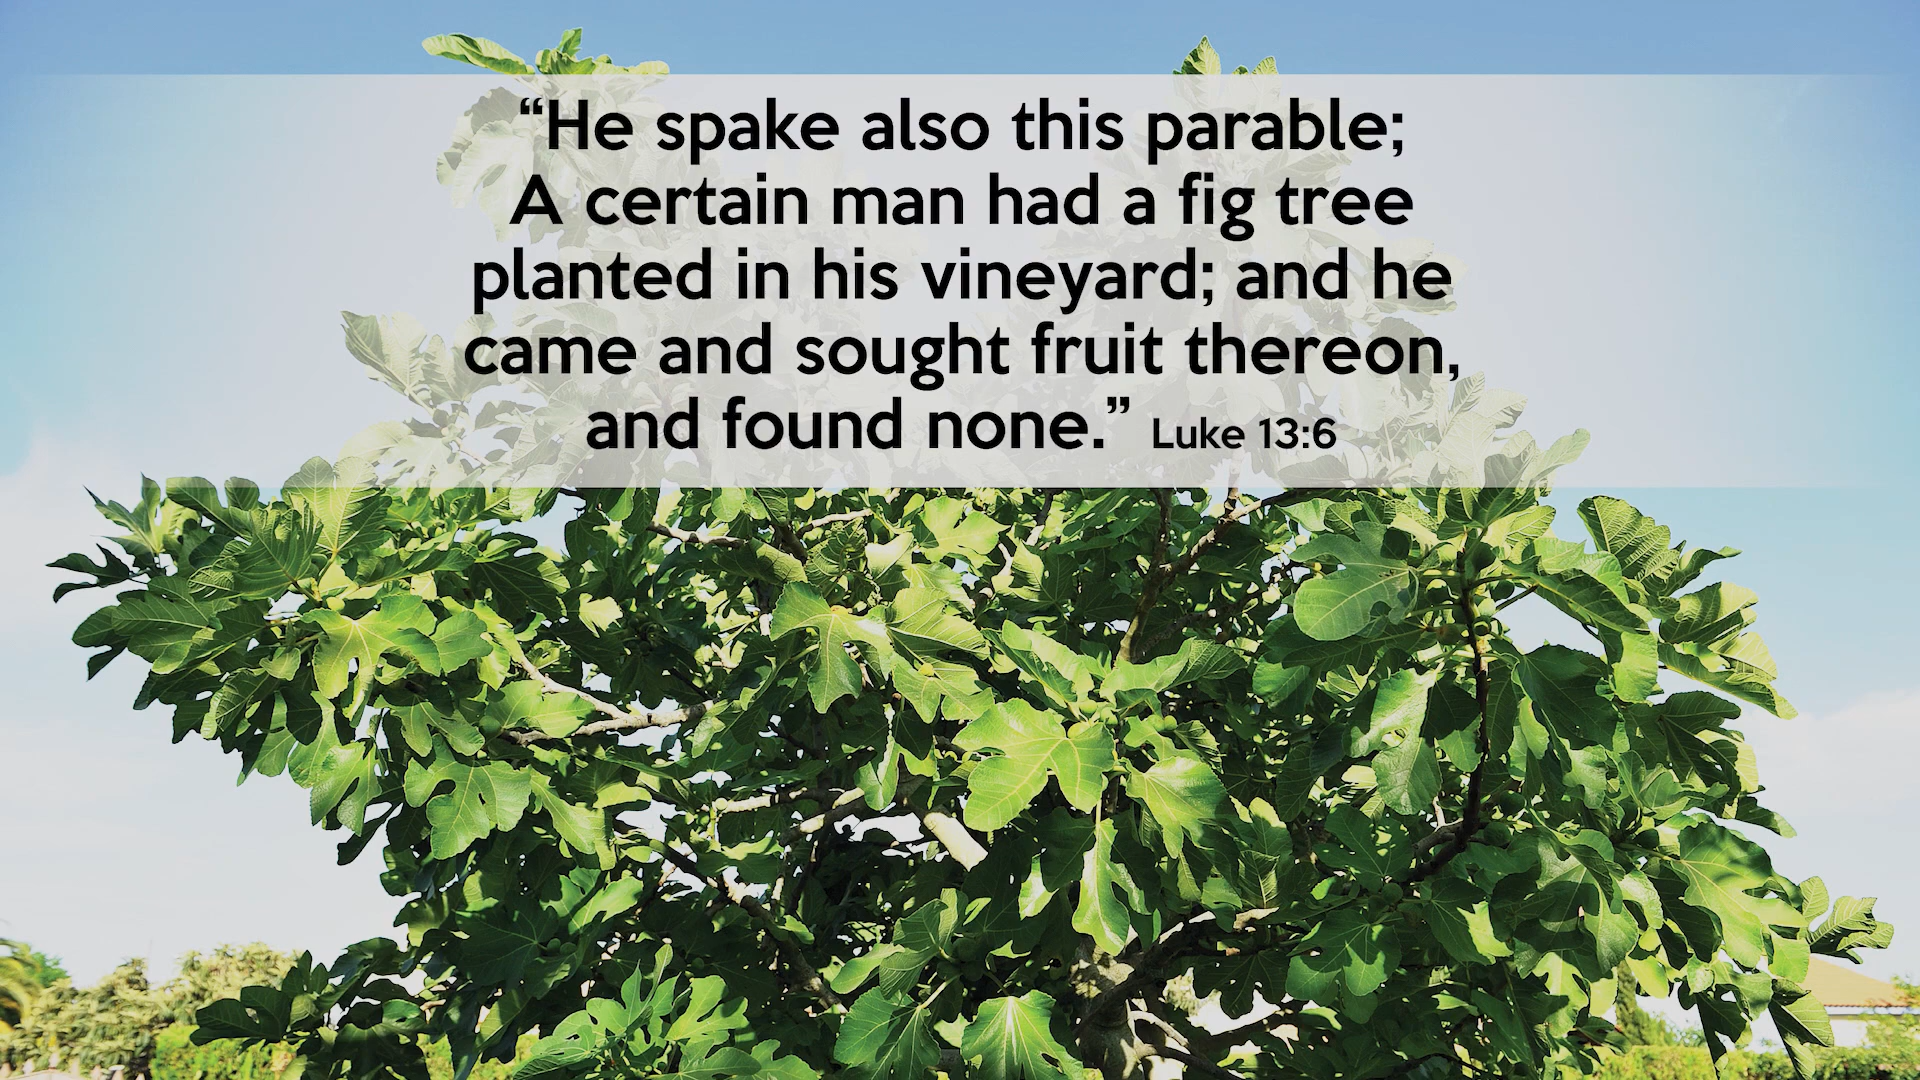 “He spake also this parable;
A certain man had a fig tree
planted in his vineyard; and he
came and sought fruit thereon,
and found none.” Luke 13:6